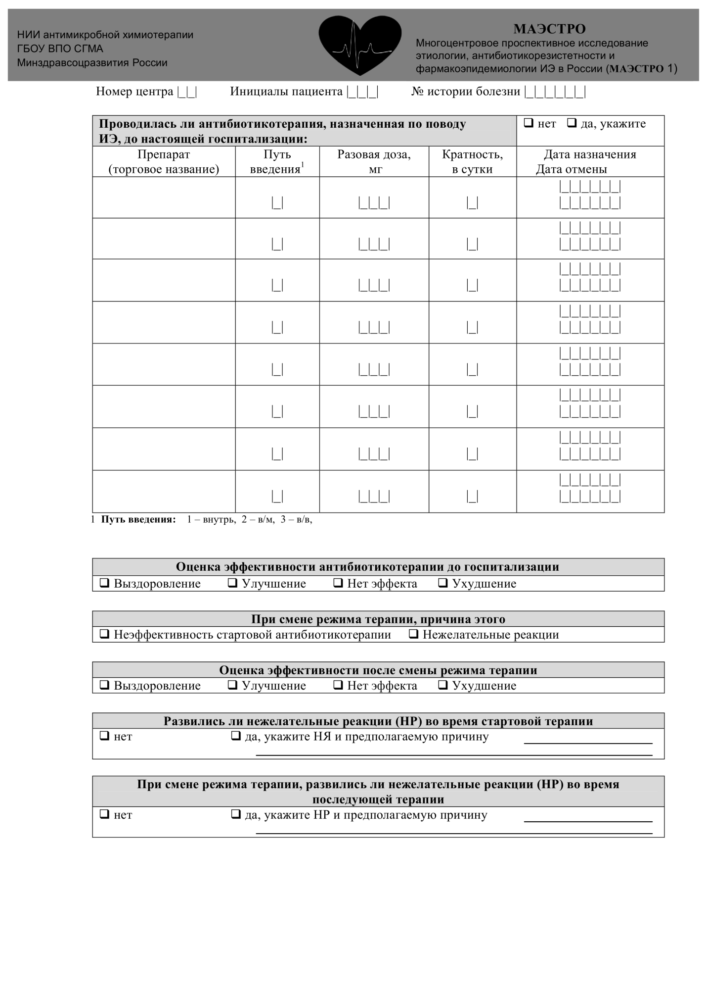 НИИ антимикробной химиотерапии
ГБОУ ВПО СГМА
Минздравсоцразвития России
МАЭСТРО
Многоцентровое проспективное исследование
этиологии, антибиотикорезистетности и
фармакоэпидемиологии ИЭ в России (МАЭСТРО 1)
Номер центра |_|_| Инициалы пациента |_|_|_| № истории болезни |_|_|_|_|_|_|
Проводилась ли антибиотикотерапия, назначенная по поводу
ИЭ, до настоящей госпитализации:
❑ нет ❑ да, укажите
Препарат
(торговое название)
Путь
введения1
Разовая доза,
мг
Кратность,
в сутки
Дата назначения
Дата отмены
|_|_|_|_|_|_|
|_| |_|_|_| |_| |_|_|_|_|_|_|
|_|_|_|_|_|_|
|_| |_|_|_| |_| |_|_|_|_|_|_|
|_|_|_|_|_|_|
|_| |_|_|_| |_| |_|_|_|_|_|_|
|_|_|_|_|_|_|
|_| |_|_|_| |_| |_|_|_|_|_|_|
|_|_|_|_|_|_|
|_| |_|_|_| |_| |_|_|_|_|_|_|
|_|_|_|_|_|_|
|_| |_|_|_| |_| |_|_|_|_|_|_|
|_|_|_|_|_|_|
|_| |_|_|_| |_| |_|_|_|_|_|_|
|_|_|_|_|_|_|
|_| |_|_|_| |_| |_|_|_|_|_|_|
1 Путь введения: 1 – внутрь, 2 – в/м, 3 – в/в,
Оценка эффективности антибиотикотерапии до госпитализации
❑ Выздоровление ❑ Улучшение ❑ Нет эффекта ❑ Ухудшение
При смене режима терапии, причина этого
❑ Неэффективность стартовой антибиотикотерапии ❑ Нежелательные реакции
Оценка эффективности после смены режима терапии
❑ Выздоровление ❑ Улучшение ❑ Нет эффекта ❑ Ухудшение
Развились ли нежелательные реакции (НР) во время стартовой терапии
❑ нет ❑ да, укажите НЯ и предполагаемую причину
При смене режима терапии, развились ли нежелательные реакции (НР) во время
последующей терапии
❑ нет ❑ да, укажите НР и предполагаемую причину